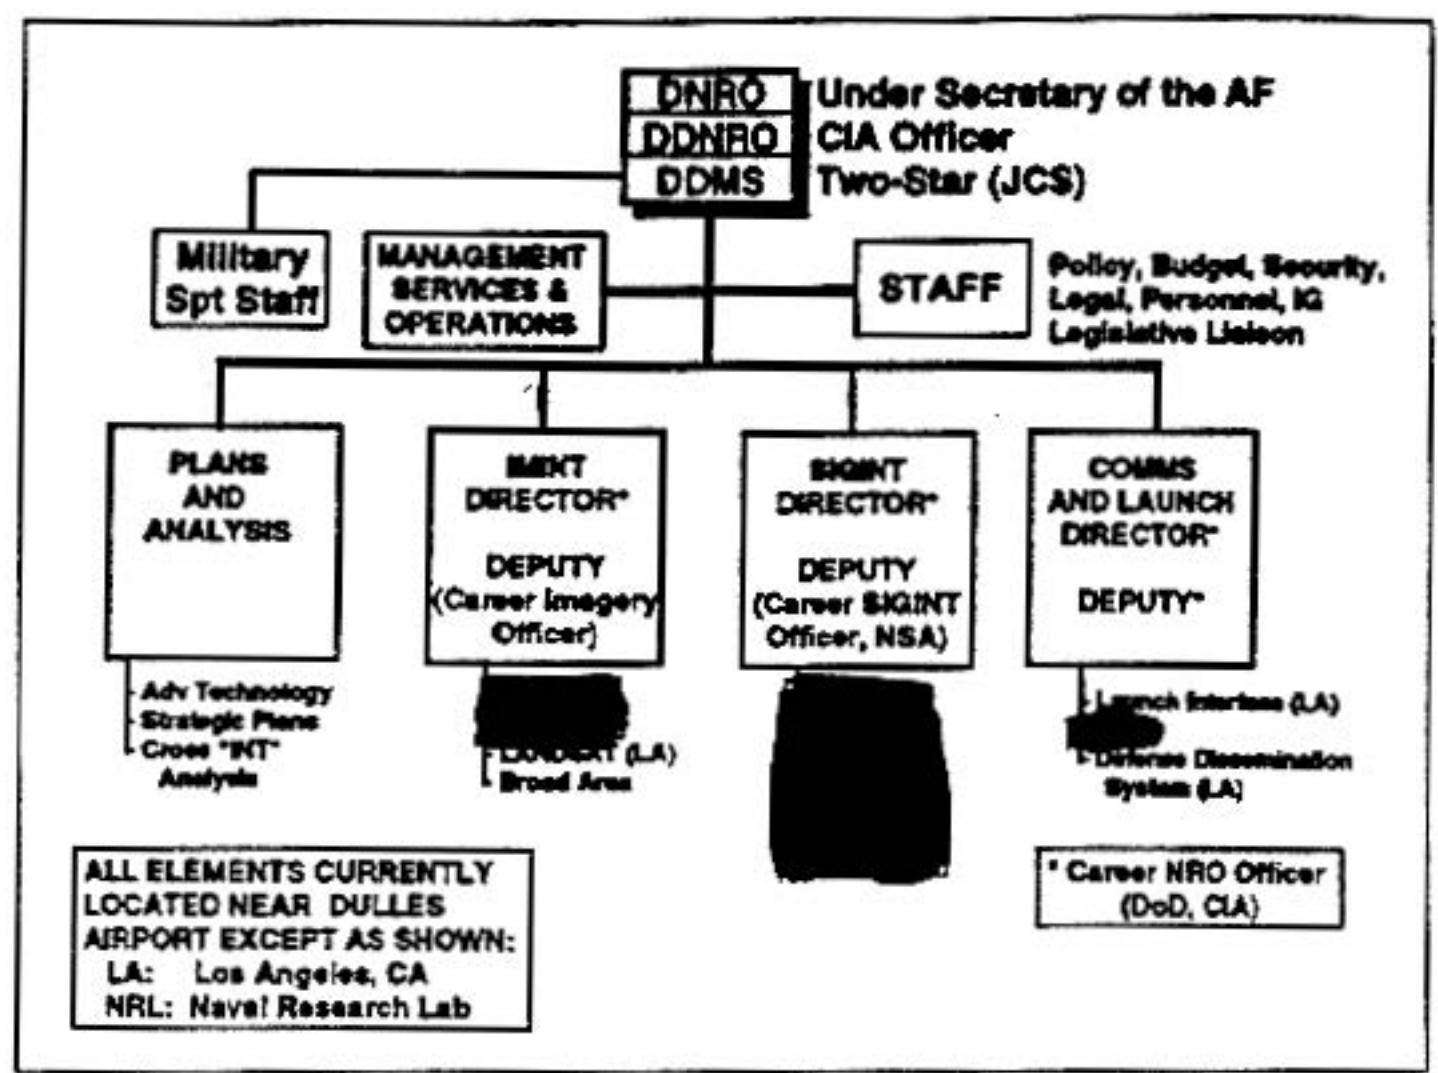 DNRO Under Secretary of the AF
DDNRO CIA Officer
DDMS Two-Star (JCS)
Military
Spt Staff
MANAGEMENT
SERVICES &
OPERATIONS
STAFF
Policy, Budget, Security,
Legal, Personnel, IG
Legislative Liaison
PLANS
AND
ANALYSIS
- Adv Technology
- Strategic Plans
- Cross "INT"
Analysis
IMINT
DIRECTOR*
DEPUTY
(Career Imagery
Officer)
- LANDSAT (LA)
- Broad Area
SIGINT
DIRECTOR*
DEPUTY
(Career SIGINT
Officer, NSA)
COMMS
AND LAUNCH
DIRECTOR*
DEPUTY*
- Launch Interface (LA)
- Defense Dissemination
System (LA)
ALL ELEMENTS CURRENTLY
LOCATED NEAR DULLES
AIRPORT EXCEPT AS SHOWN:
LA: Los Angeles, CA
NRL: Naval Research Lab
* Career NRO Officer
(DoD, CIA)